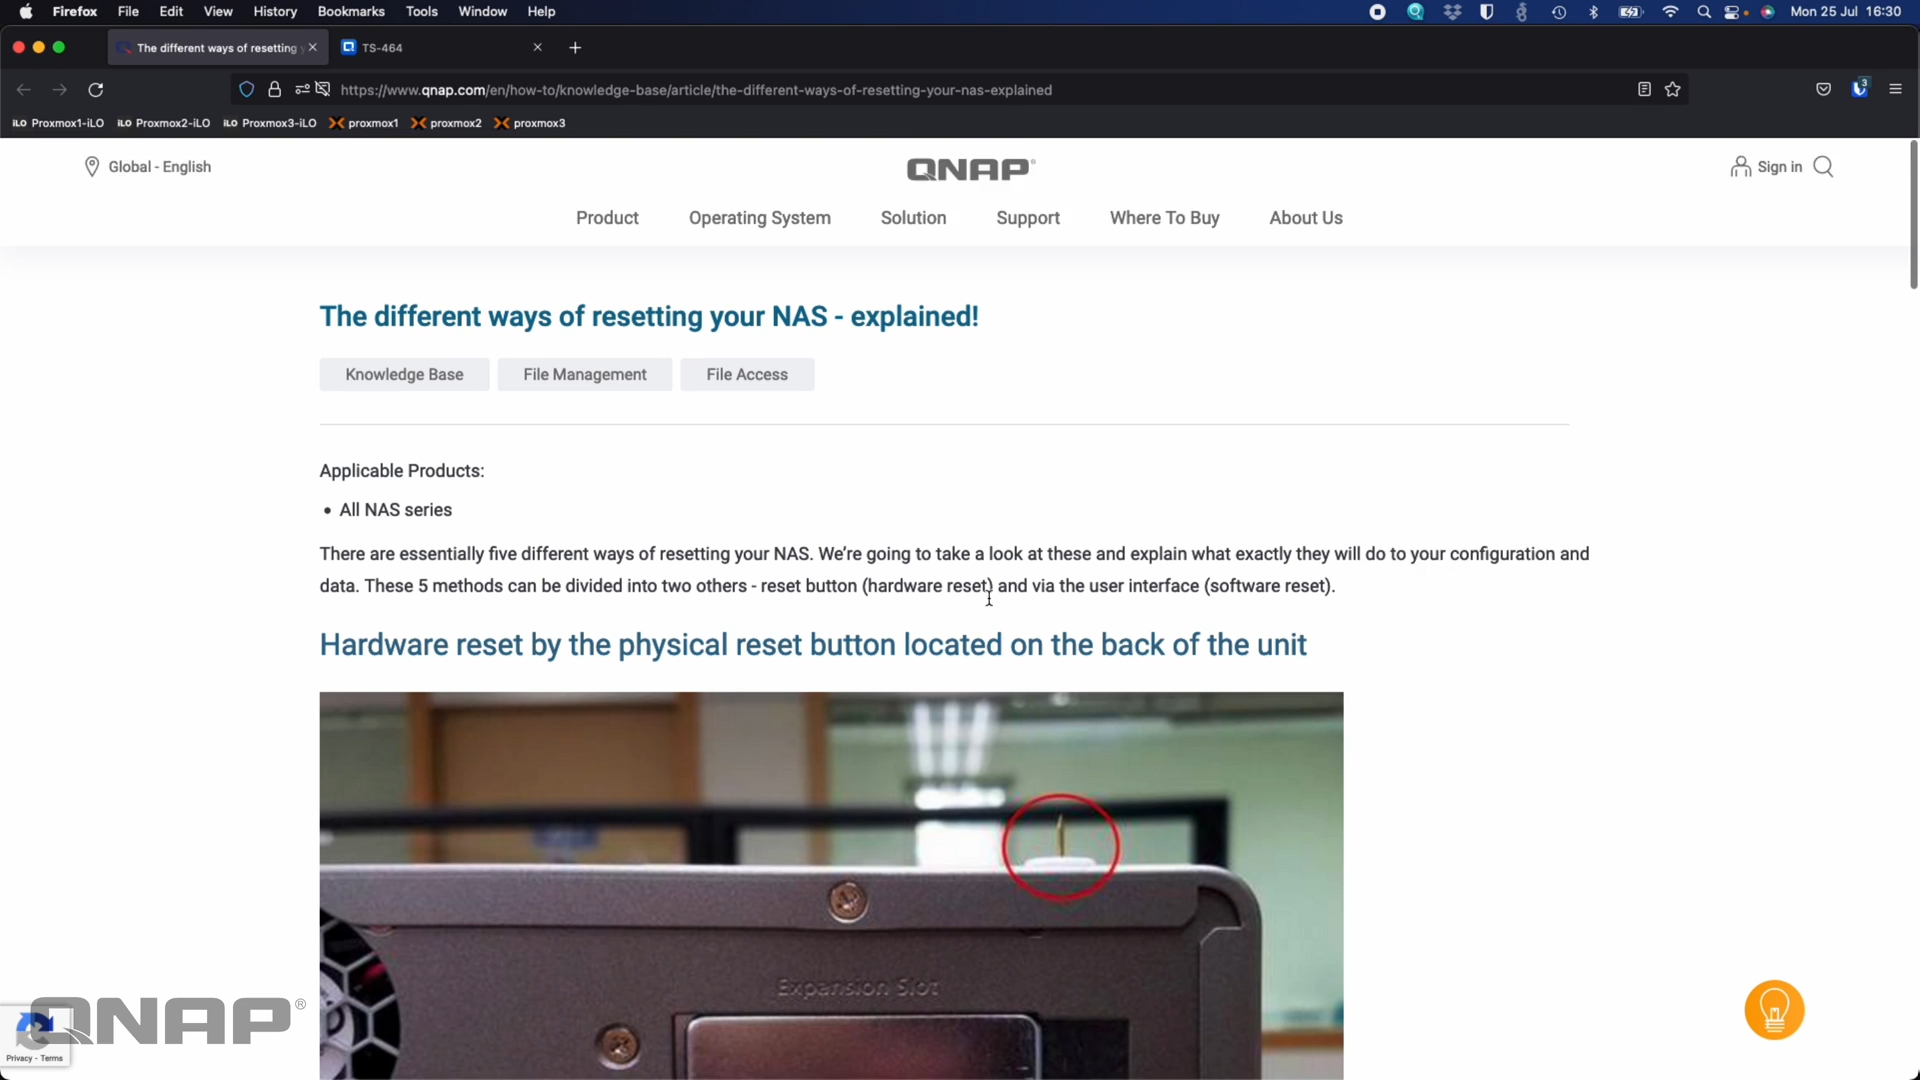 Firefox File Edit View History Bookmarks Tools Window Help
Mon 25 Jul 16:30
The different ways of resetting y
TS-464
https://www.qnap.com/en/how-to/knowledge-base/article/the-different-ways-of-resetting-your-nas-explained
3
iLO Proxmox1-iLO iLO Proxmox2-iLO iLO Proxmox3-iLO proxmox1 proxmox2 proxmox3
Global - English
QNAP®
Sign in
Product Operating System Solution Support Where To Buy About Us
The different ways of resetting your NAS - explained!
Knowledge Base File Management File Access
Applicable Products:
• All NAS series
There are essentially five different ways of resetting your NAS. We’re going to take a look at these and explain what exactly they will do to your configuration and
data. These 5 methods can be divided into two others - reset button (hardware reset) and via the user interface (software reset).
Hardware reset by the physical reset button located on the back of the unit
Expansion Slot
QNAP®
Privacy - Terms